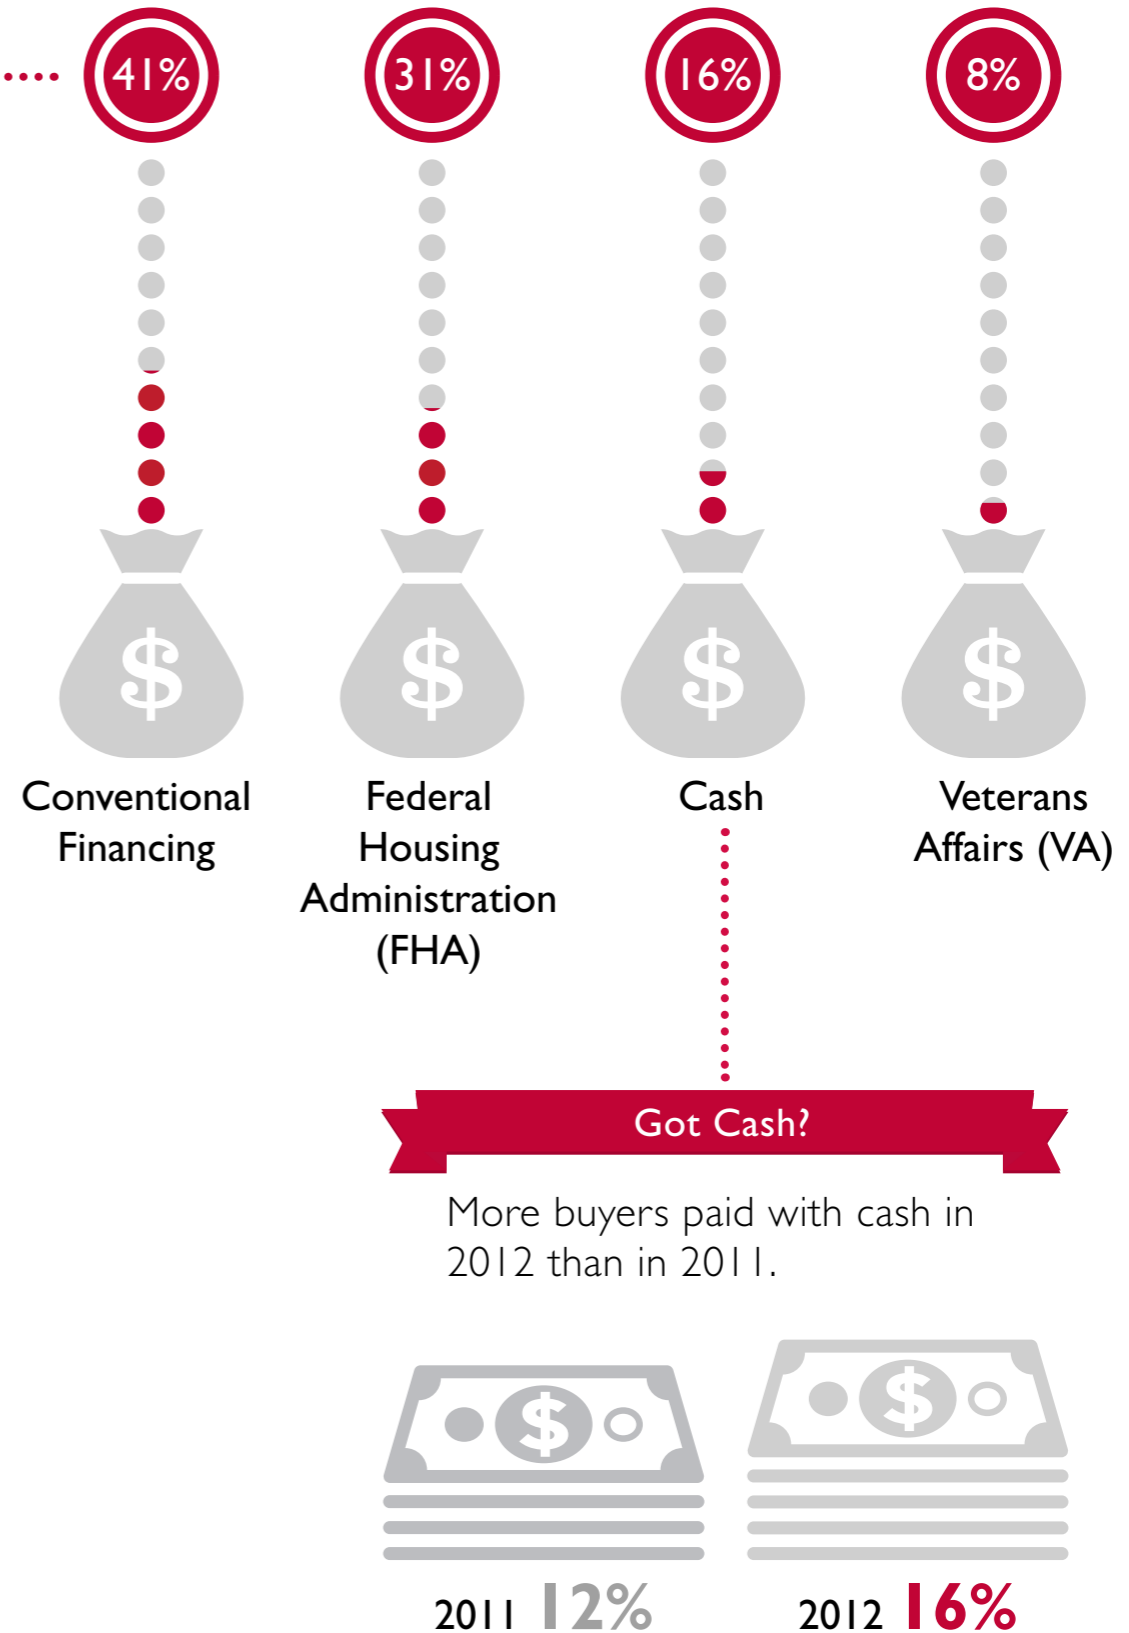 41%
31%
16%
8%
$
$
$
$
Conventional
Financing
Federal
Housing
Administration
(FHA)
Cash
Veterans
Affairs (VA)
Got Cash?
More buyers paid with cash in
2012 than in 2011.
$
$
2011 12%
2012 16%